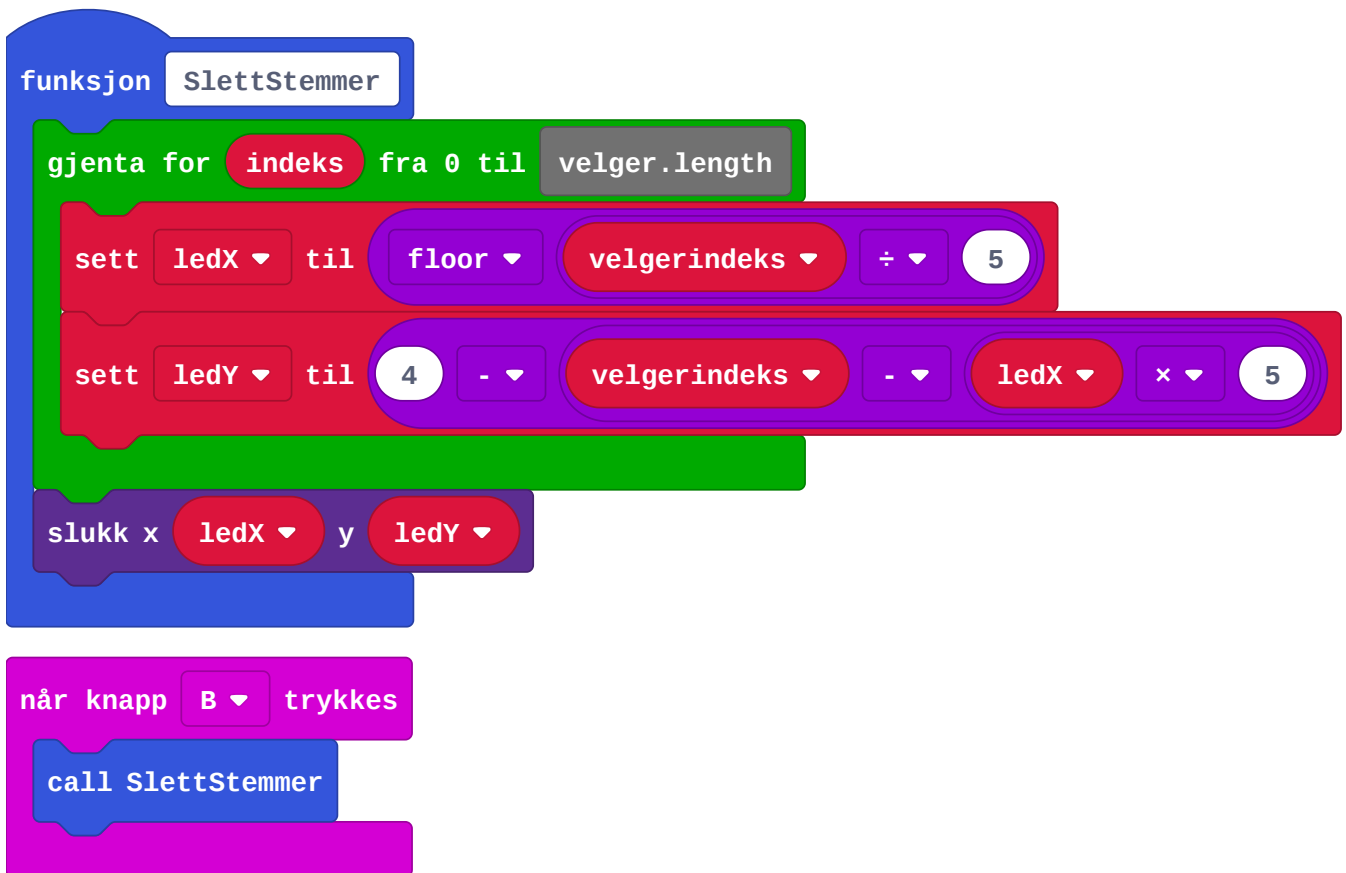 funksjon SlettStemmer
gjenta for indeks fra 0 til velger.length
sett ledX til floor velgerindeks ÷ 5
sett ledY til 4 - velgerindeks - ledX × 5
slukk x ledX y ledY
når knapp B trykkes
call SlettStemmer